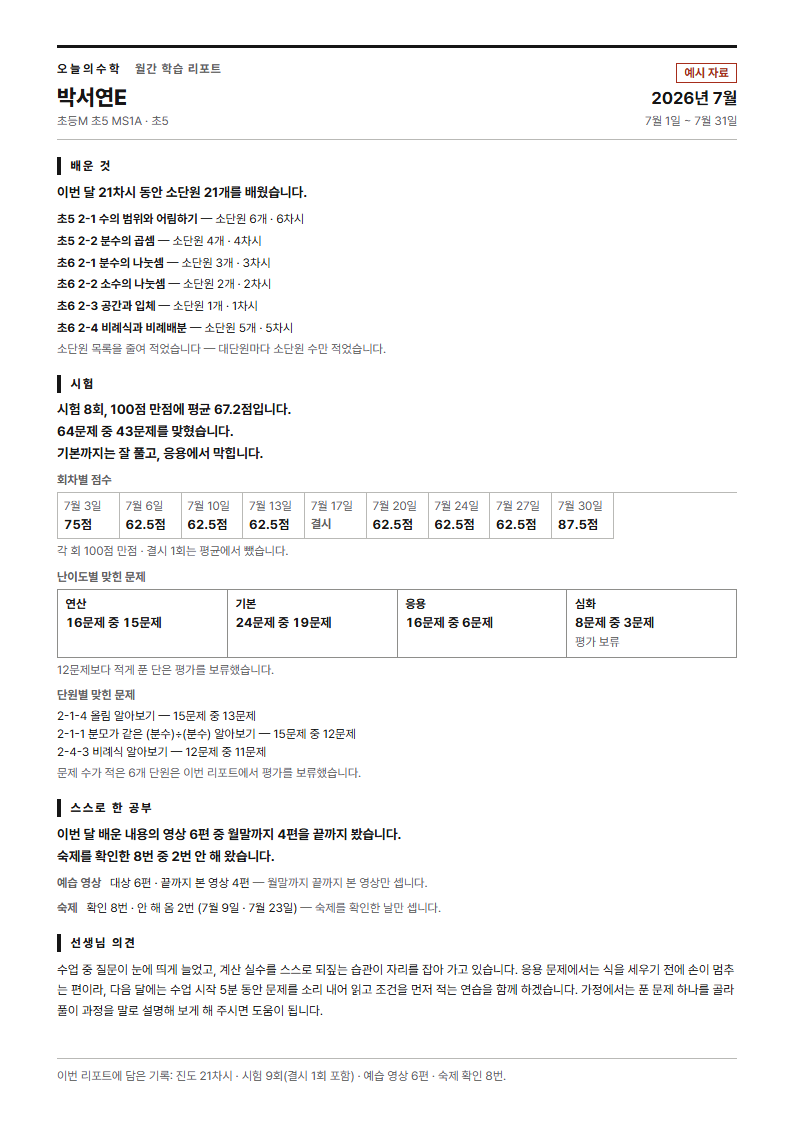 오늘의수학 월간 학습 리포트
예시 자료
박서연E
2026년 7월
초등M 초5 MS1A · 초5
7월 1일 ~ 7월 31일
배운 것
이번 달 21차시 동안 소단원 21개를 배웠습니다.
초5 2-1 수의 범위와 어림하기 — 소단원 6개 · 6차시
초5 2-2 분수의 곱셈 — 소단원 4개 · 4차시
초6 2-1 분수의 나눗셈 — 소단원 3개 · 3차시
초6 2-2 소수의 나눗셈 — 소단원 2개 · 2차시
초6 2-3 공간과 입체 — 소단원 1개 · 1차시
초6 2-4 비례식과 비례배분 — 소단원 5개 · 5차시
소단원 목록을 줄여 적었습니다 — 대단원마다 소단원 수만 적었습니다.
시험
시험 8회, 100점 만점에 평균 67.2점입니다.
64문제 중 43문제를 맞혔습니다.
기본까지는 잘 풀고, 응용에서 막힙니다.
회차별 점수
7월 3일 7월 6일 7월 10일 7월 13일 7월 17일 7월 20일 7월 24일 7월 27일 7월 30일
75점 62.5점 62.5점 62.5점 결시 62.5점 62.5점 62.5점 87.5점
각 회 100점 만점 · 결시 1회는 평균에서 뺐습니다.
난이도별 맞힌 문제
연산 기본 응용 심화
16문제 중 15문제 24문제 중 19문제 16문제 중 6문제 8문제 중 3문제
평가 보류
12문제보다 적게 푼 단은 평가를 보류했습니다.
단원별 맞힌 문제
2-1-4 올림 알아보기 — 15문제 중 13문제
2-1-1 분모가 같은 (분수)÷(분수) 알아보기 — 15문제 중 12문제
2-4-3 비례식 알아보기 — 12문제 중 11문제
문제 수가 적은 6개 단원은 이번 리포트에서 평가를 보류했습니다.
스스로 한 공부
이번 달 배운 내용의 영상 6편 중 월말까지 4편을 끝까지 봤습니다.
숙제를 확인한 8번 중 2번 안 해 왔습니다.
예습 영상 대상 6편 · 끝까지 본 영상 4편 — 월말까지 끝까지 본 영상만 셉니다.
숙제 확인 8번 · 안 해 옴 2번 (7월 9일 · 7월 23일) — 숙제를 확인한 날만 셉니다.
선생님 의견
수업 중 질문이 눈에 띄게 늘었고, 계산 실수를 스스로 되짚는 습관이 자리를 잡아 가고 있습니다. 응용 문제에서는 식을 세우기 전에 손이 멈추
는 편이라, 다음 달에는 수업 시작 5분 동안 문제를 소리 내어 읽고 조건을 먼저 적는 연습을 함께 하겠습니다. 가정에서는 푼 문제 하나를 골라
풀이 과정을 말로 설명해 보게 해 주시면 도움이 됩니다.
이번 리포트에 담은 기록: 진도 21차시 · 시험 9회(결시 1회 포함) · 예습 영상 6편 · 숙제 확인 8번.